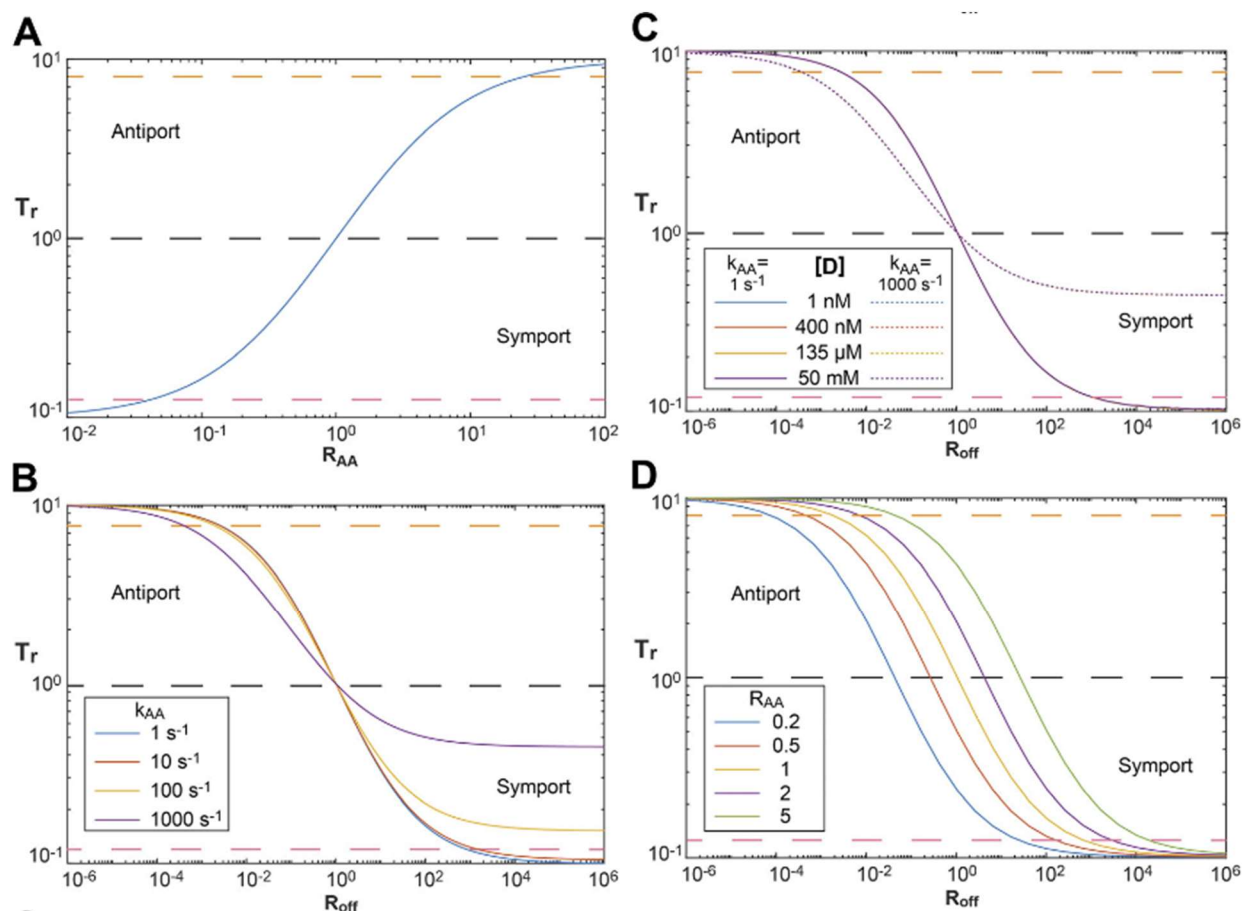 A
10^1
Antiport
T_r
10^0
Symport
10^-1
10^-2
10^-1
10^0
10^1
10^2
R_AA
C
10^1
Antiport
T_r
10^0
k_AA= [D] k_AA=
1 s^-1 1000 s^-1
1 nM
400 nM
135 µM
50 mM
Symport
10^-1
10^-6
10^-4
10^-2
10^0
10^2
10^4
10^6
R_off
B
10^1
Antiport
T_r
10^0
k_AA
1 s^-1
10 s^-1
100 s^-1
1000 s^-1
Symport
10^-1
10^-6
10^-4
10^-2
10^0
10^2
10^4
10^6
R_off
D
10^1
Antiport
T_r
10^0
R_AA
0.2
0.5
1
2
5
Symport
10^-1
10^-6
10^-4
10^-2
10^0
10^2
10^4
10^6
R_off